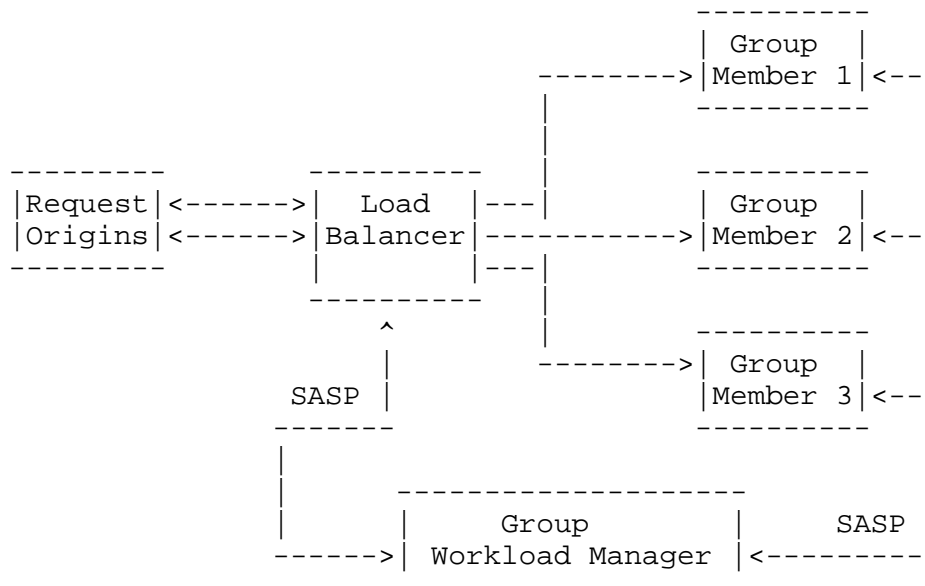 Group
Member 1
Request Load Group
Origins Balancer Member 2
Group
SASP Member 3
Group SASP
Workload Manager